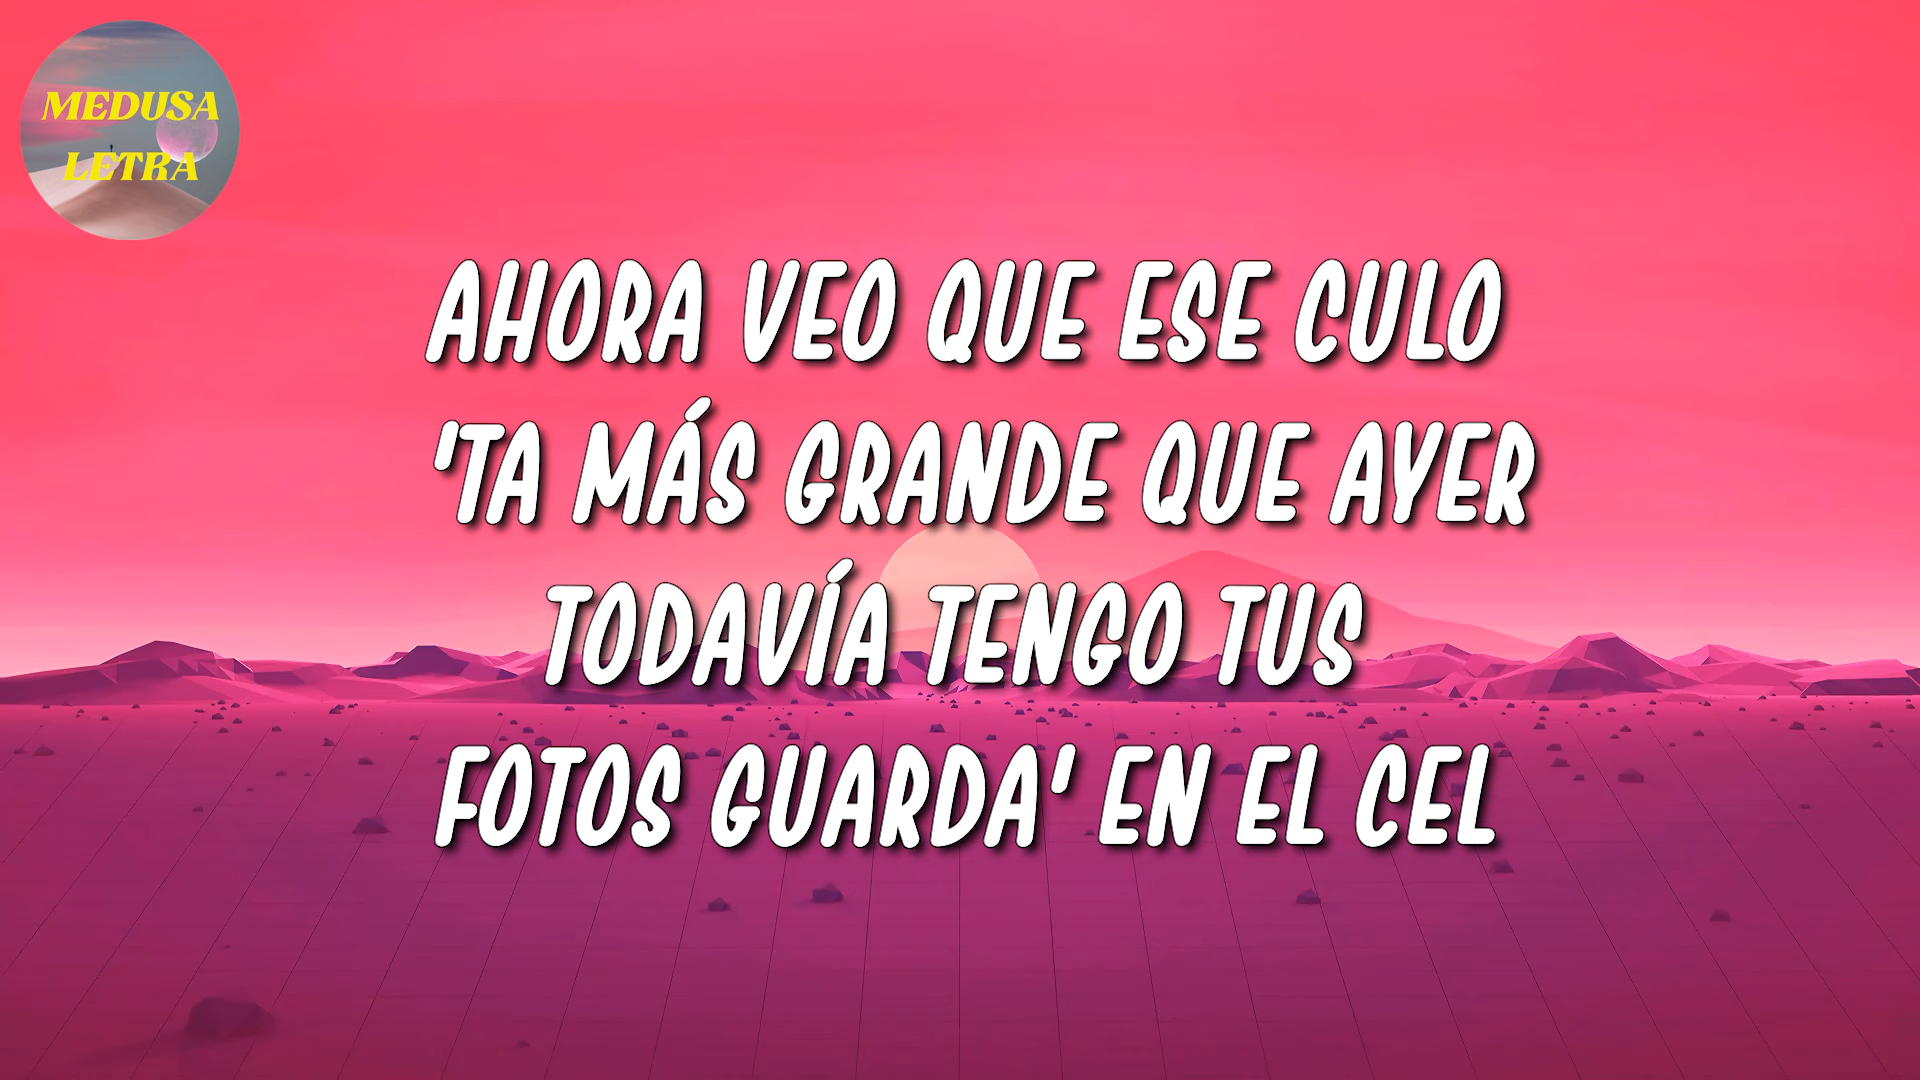 MEDUSA
LETRA
AHORA VEO QUE ESE CULO
'TA MÁS GRANDE QUE AYER
TODAVÍA TENGO TUS
FOTOS GUARDA' EN EL CEL